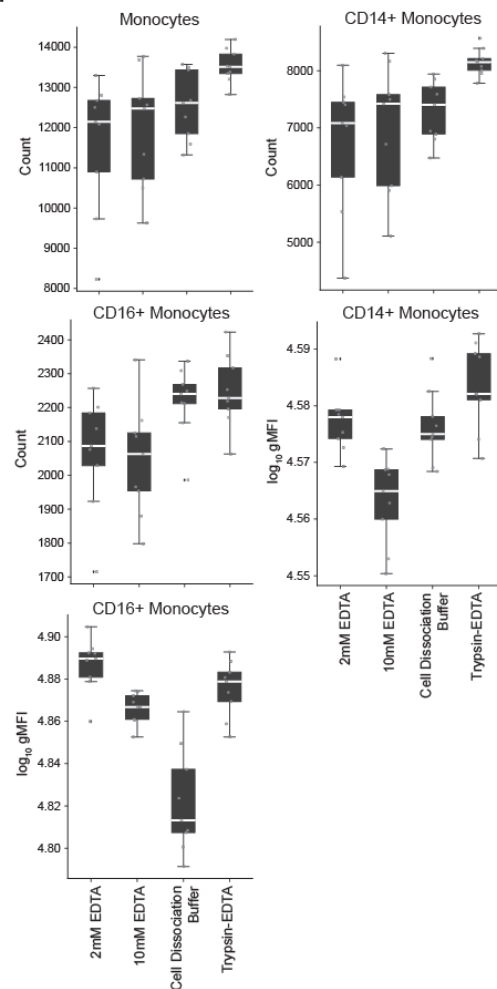 Monocytes
Count
14000
13000
12000
11000
10000
9000
8000
CD14+ Monocytes
Count
8000
7000
6000
5000
CD16+ Monocytes
Count
2400
2300
2200
2100
2000
1900
1800
1700
CD14+ Monocytes
log10 gMFI
4.59
4.58
4.57
4.56
4.55
2mM EDTA
10mM EDTA
Cell Dissociation
Buffer
Trypsin-EDTA
CD16+ Monocytes
log10 gMFI
4.90
4.88
4.86
4.84
4.82
4.80
2mM EDTA
10mM EDTA
Cell Dissociation
Buffer
Trypsin-EDTA